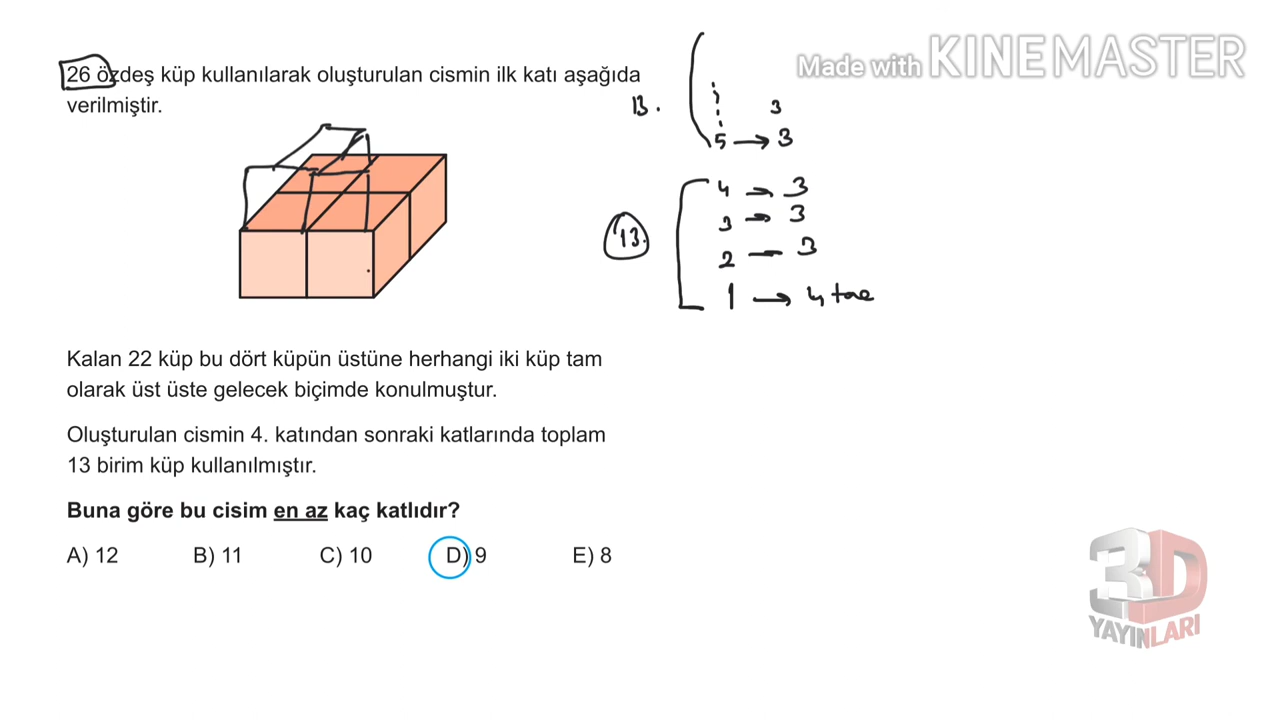 Made with KINEMASTER
26 özdeş küp kullanılarak oluşturulan cismin ilk katı aşağıda
verilmiştir.
13.
3
5 → 3
4 → 3
3 → 3
13.
2 — 3
1 → 4 tae
Kalan 22 küp bu dört küpün üstüne herhangi iki küp tam
olarak üst üste gelecek biçimde konulmuştur.
Oluşturulan cismin 4. katından sonraki katlarında toplam
13 birim küp kullanılmıştır.
Buna göre bu cisim en az kaç katlıdır?
A) 12 B) 11 C) 10 D) 9 E) 8
3D
YAYINLARI